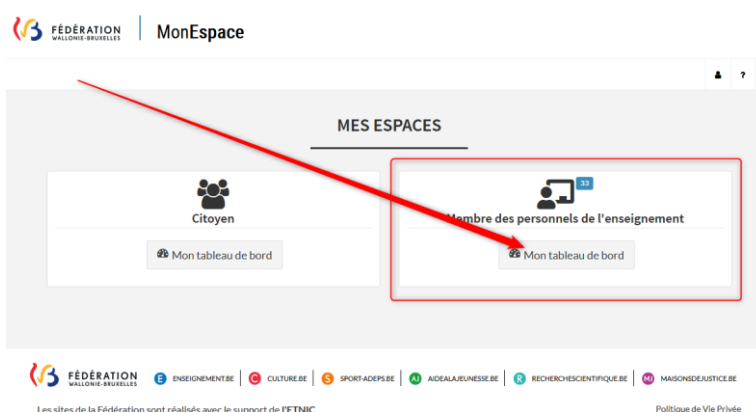 FÉDÉRATION
WALLONIE-BRUXELLES
MonEspace
?
MES ESPACES
33
Citoyen
Membre des personnels de l'enseignement
Mon tableau de bord
Mon tableau de bord
FÉDÉRATION
WALLONIE-BRUXELLES
E ENSEIGNEMENT.BE
C CULTURE.BE
S SPORT-ADEPS.BE
AJ AIDEALAJEUNESSE.BE
R RECHERCHESCIENTIFIQUE.BE
MJ MAISONSDEJUSTICE.BE
Les sites de la Fédération sont réalisés avec le support de l'ETNIC
Politique de Vie Privée